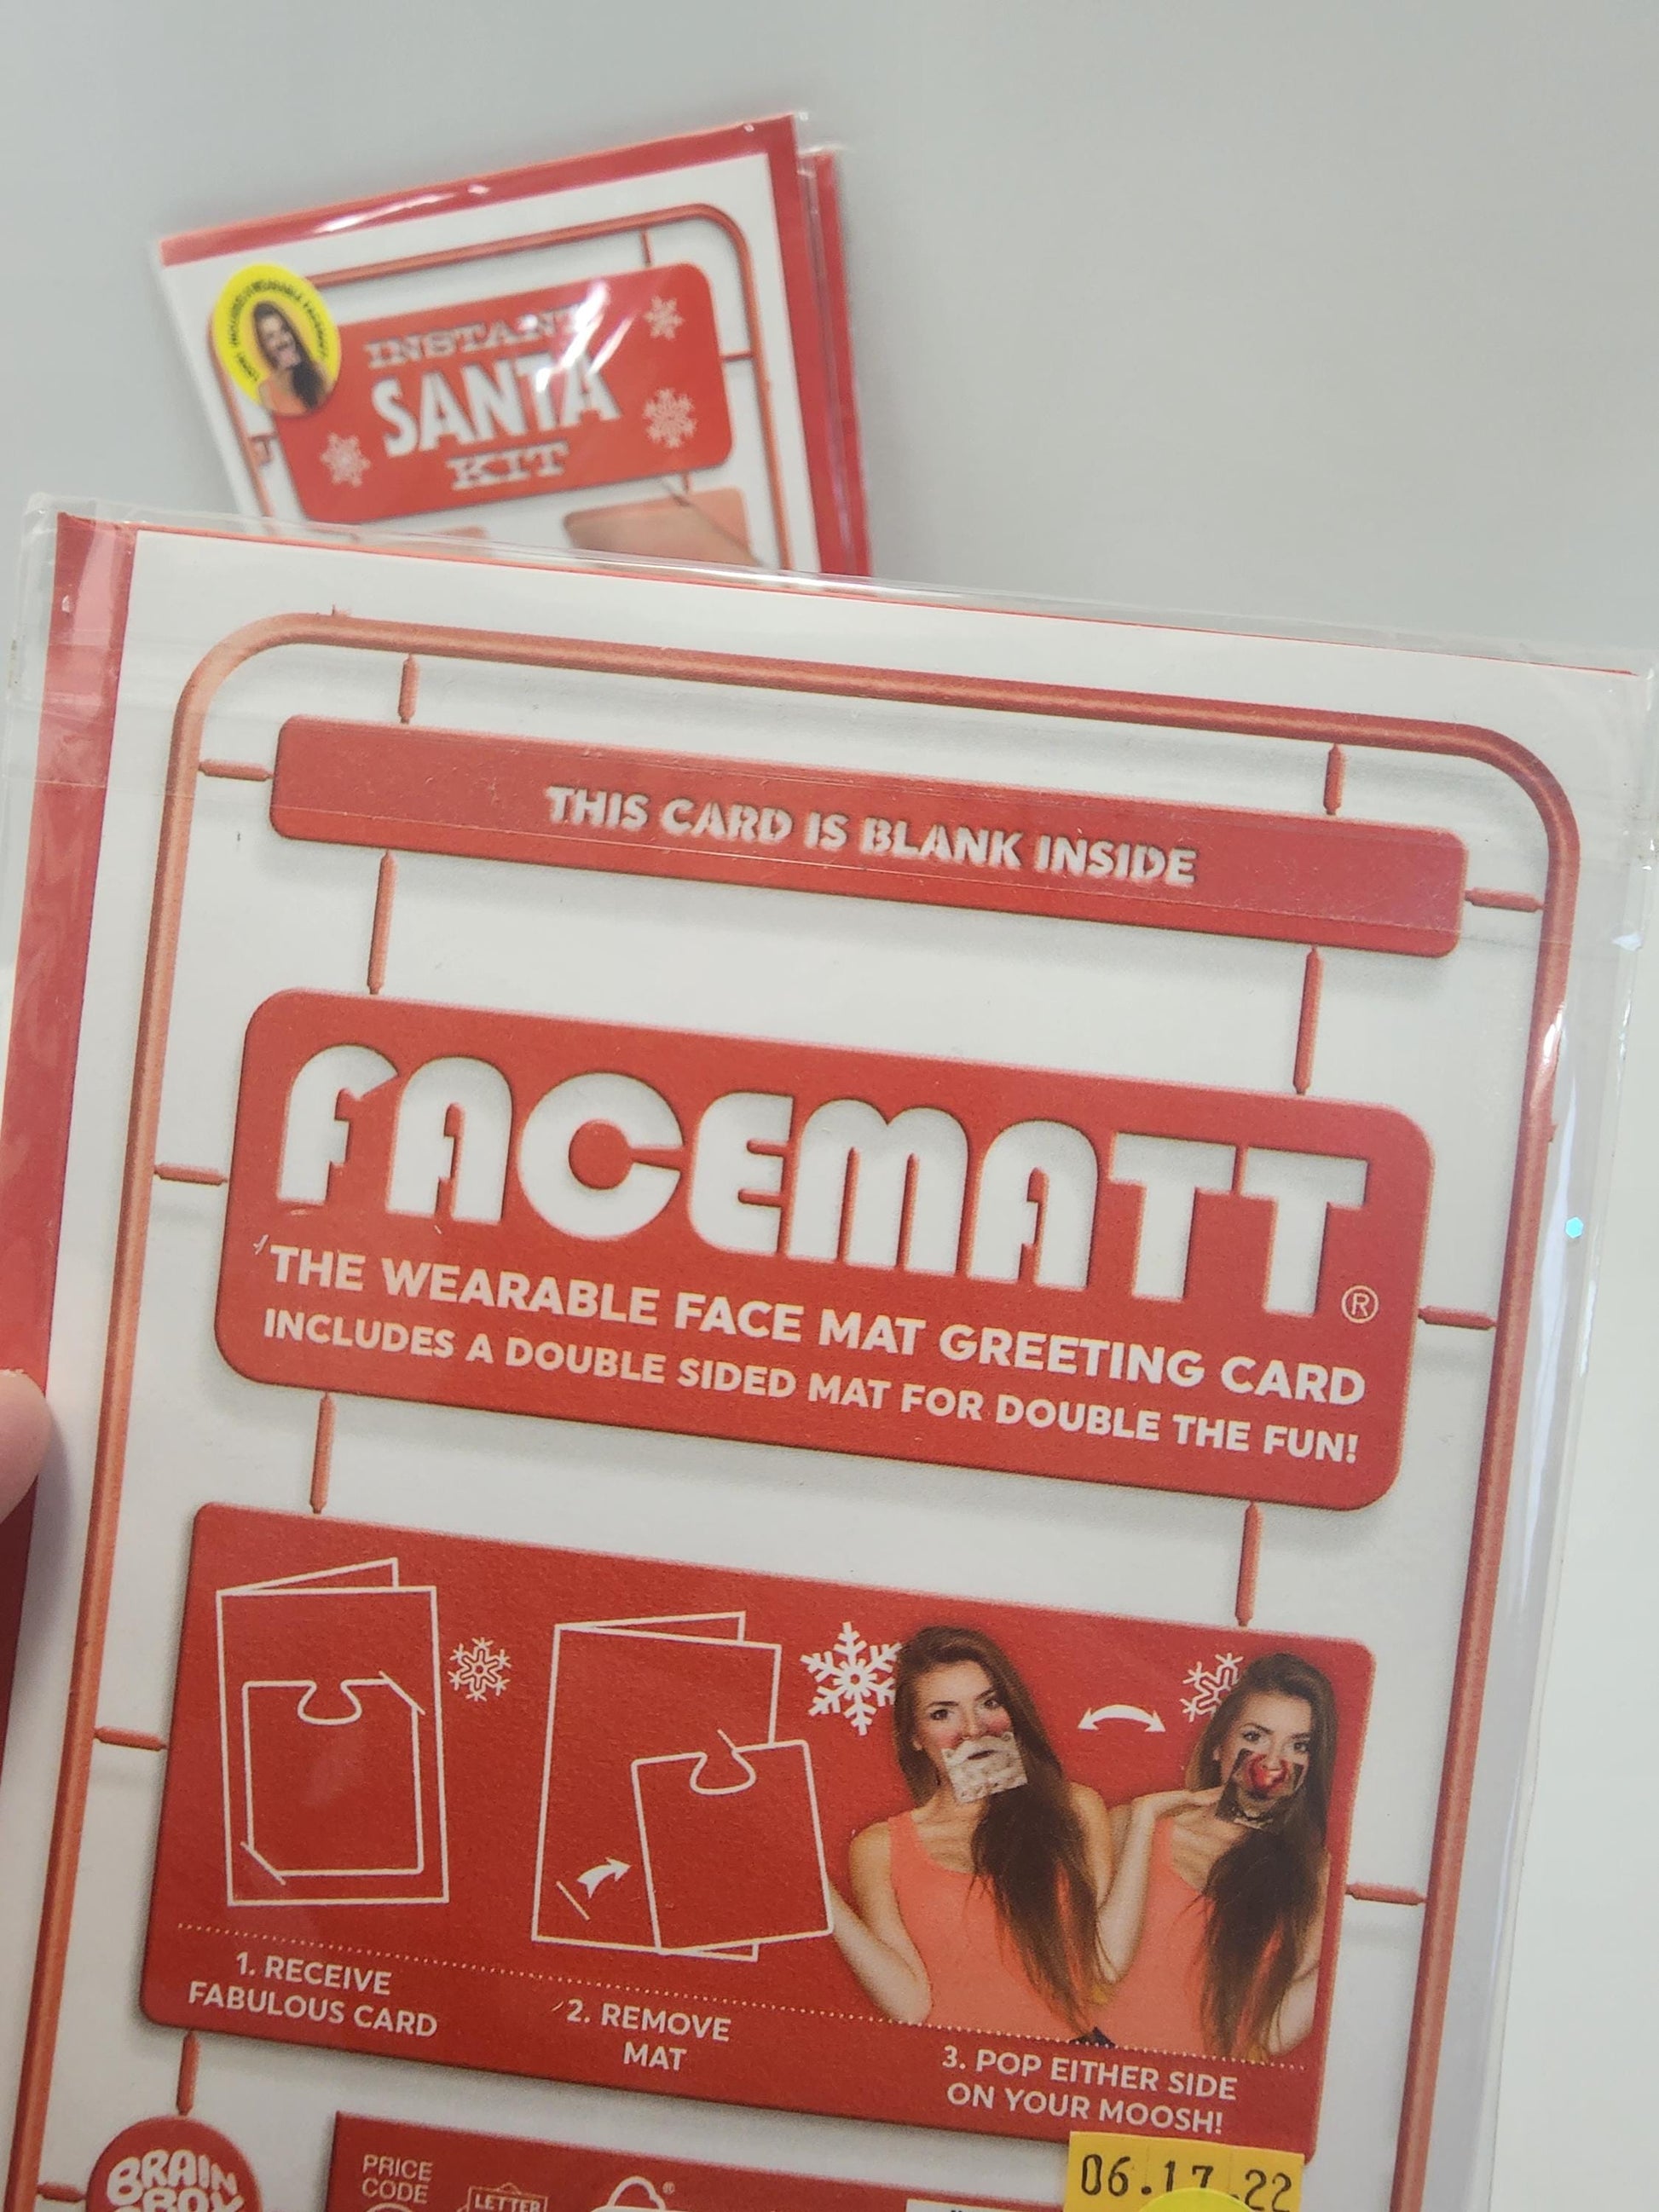 INSTANT
SANTA
KIT
THIS CARD IS BLANK INSIDE
FACEMATT®
THE WEARABLE FACE MAT GREETING CARD
INCLUDES A DOUBLE SIDED MAT FOR DOUBLE THE FUN!
1. RECEIVE
FABULOUS CARD
2. REMOVE
MAT
3. POP EITHER SIDE
ON YOUR MOOSH!
BRAIN
BOX
PRICE
CODE
LETTER
®
06.17.22